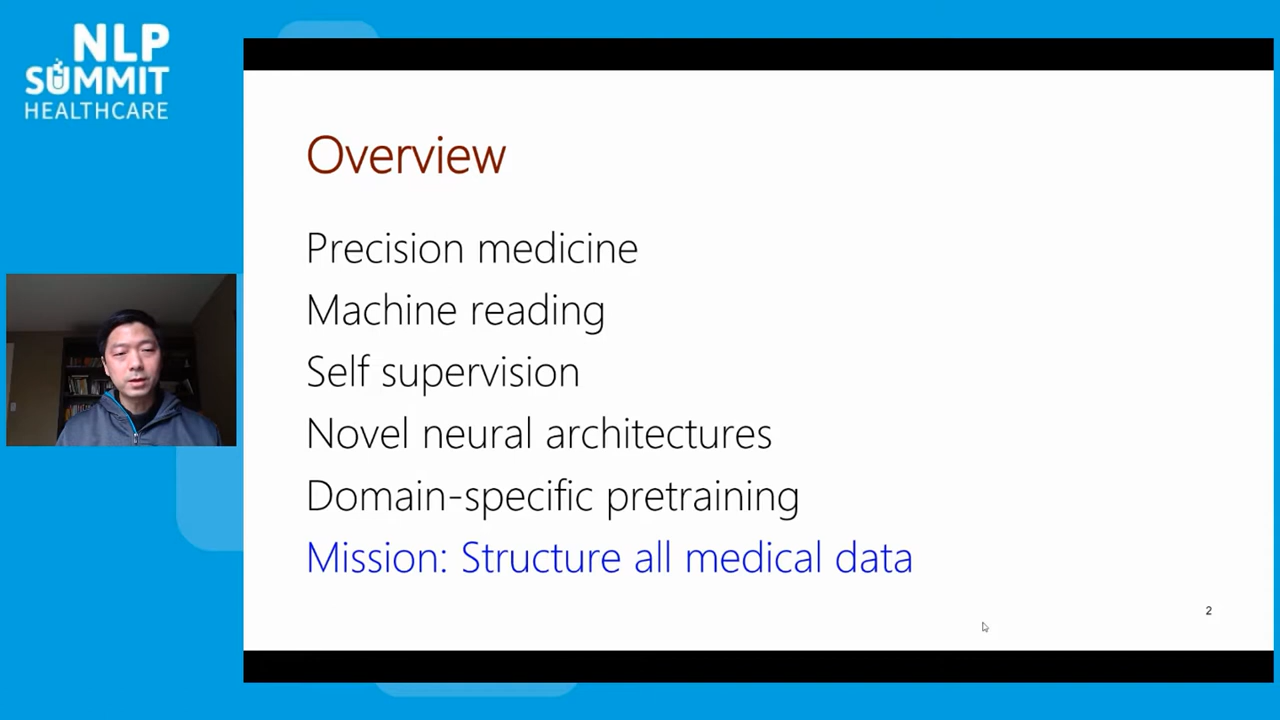 NLP
SUMMIT
HEALTHCARE
Overview
Precision medicine
Machine reading
Self supervision
Novel neural architectures
Domain-specific pretraining
Mission: Structure all medical data
2